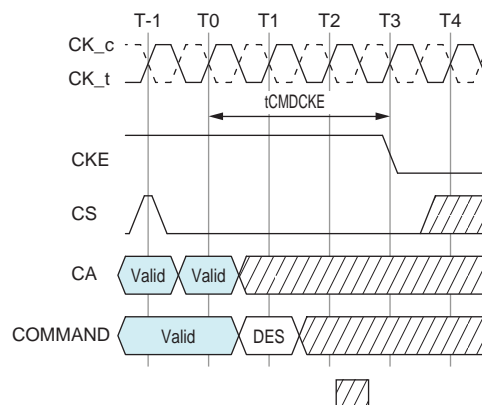 T-1 T0 T1 T2 T3 T4
CK_c
CK_t
tCMDCKE
CKE
CS
CA Valid Valid
COMMAND Valid DES